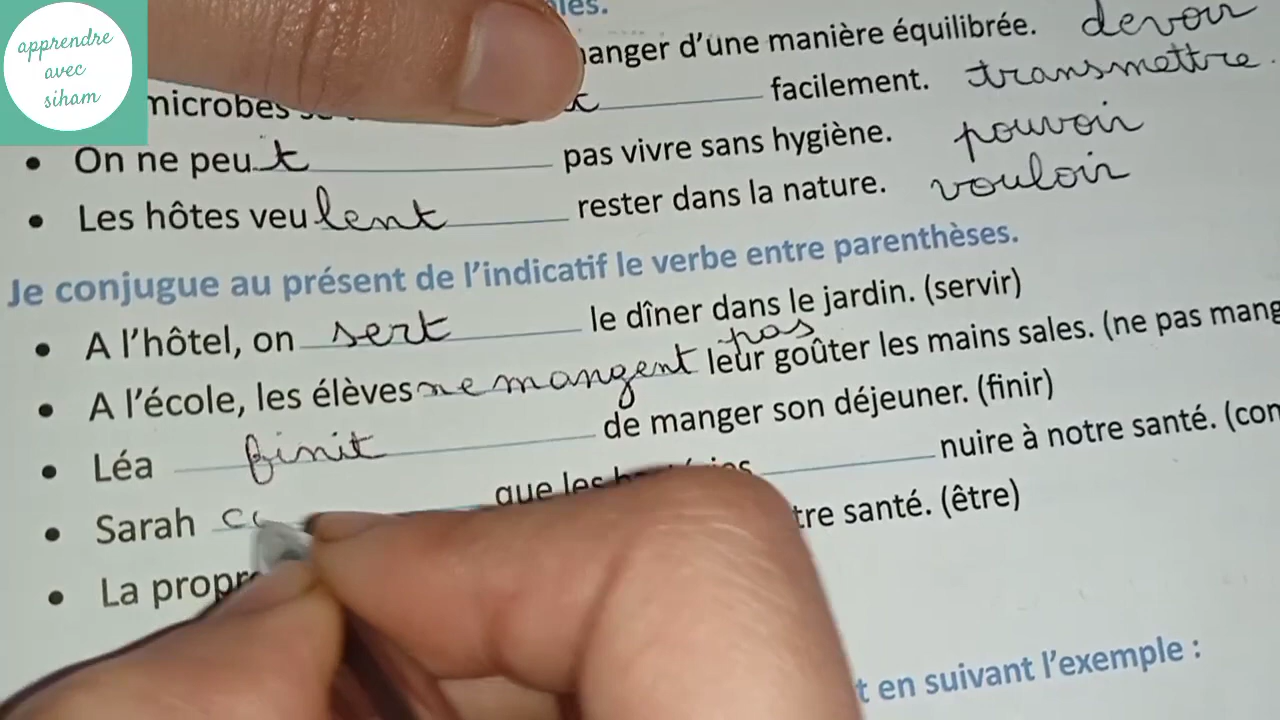 apprendre
avec
siham
les.
manger d'une manière équilibrée. devoir
microbes t facilement. transmettre.
• On ne peut pas vivre sans hygiène. pouvoir
• Les hôtes veulent rester dans la nature. vouloir
Je conjugue au présent de l'indicatif le verbe entre parenthèses.
• A l'hôtel, on sert le dîner dans le jardin. (servir)
pas
• A l'école, les élèves ne mangent leur goûter les mains sales. (ne pas mang
• Léa finit de manger son déjeuner. (finir)
• Sarah co que les nuire à notre santé. (con
• La propr tre santé. (être)
t en suivant l'exemple :